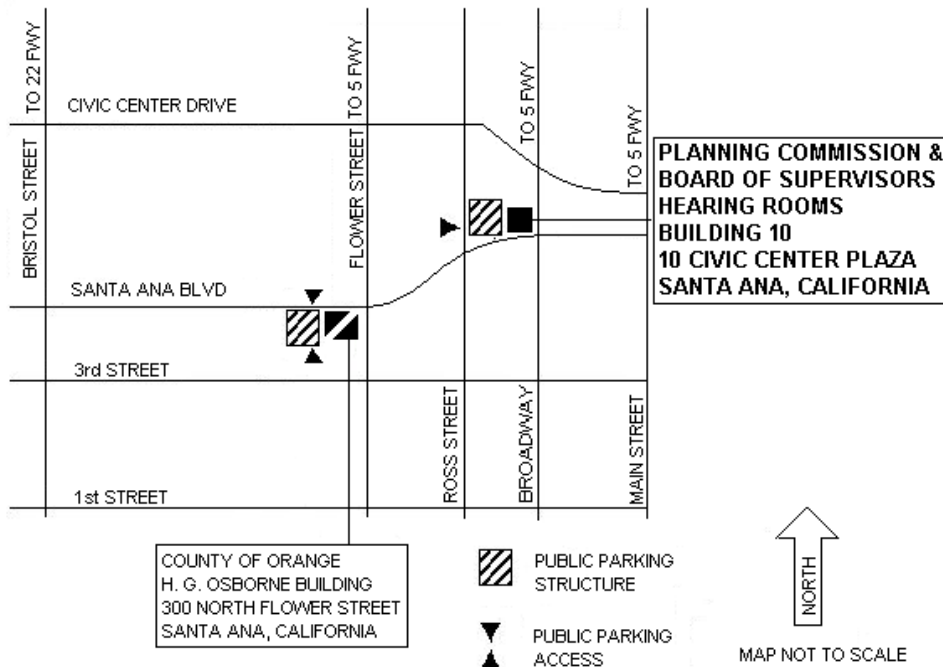 TO 22 FWY
TO 5 FWY
TO 5 FWY
TO 5 FWY
CIVIC CENTER DRIVE
BRISTOL STREET
FLOWER STREET
PLANNING COMMISSION &
BOARD OF SUPERVISORS
HEARING ROOMS
BUILDING 10
10 CIVIC CENTER PLAZA
SANTA ANA, CALIFORNIA
SANTA ANA BLVD
3rd STREET
ROSS STREET
BROADWAY
MAIN STREET
1st STREET
COUNTY OF ORANGE
H. G. OSBORNE BUILDING
300 NORTH FLOWER STREET
SANTA ANA, CALIFORNIA
PUBLIC PARKING
STRUCTURE
PUBLIC PARKING
ACCESS
NORTH
MAP NOT TO SCALE